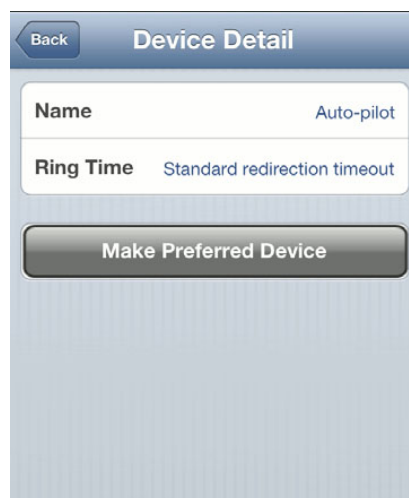 Back Device Detail
Name Auto-pilot
Ring Time Standard redirection timeout
Make Preferred Device